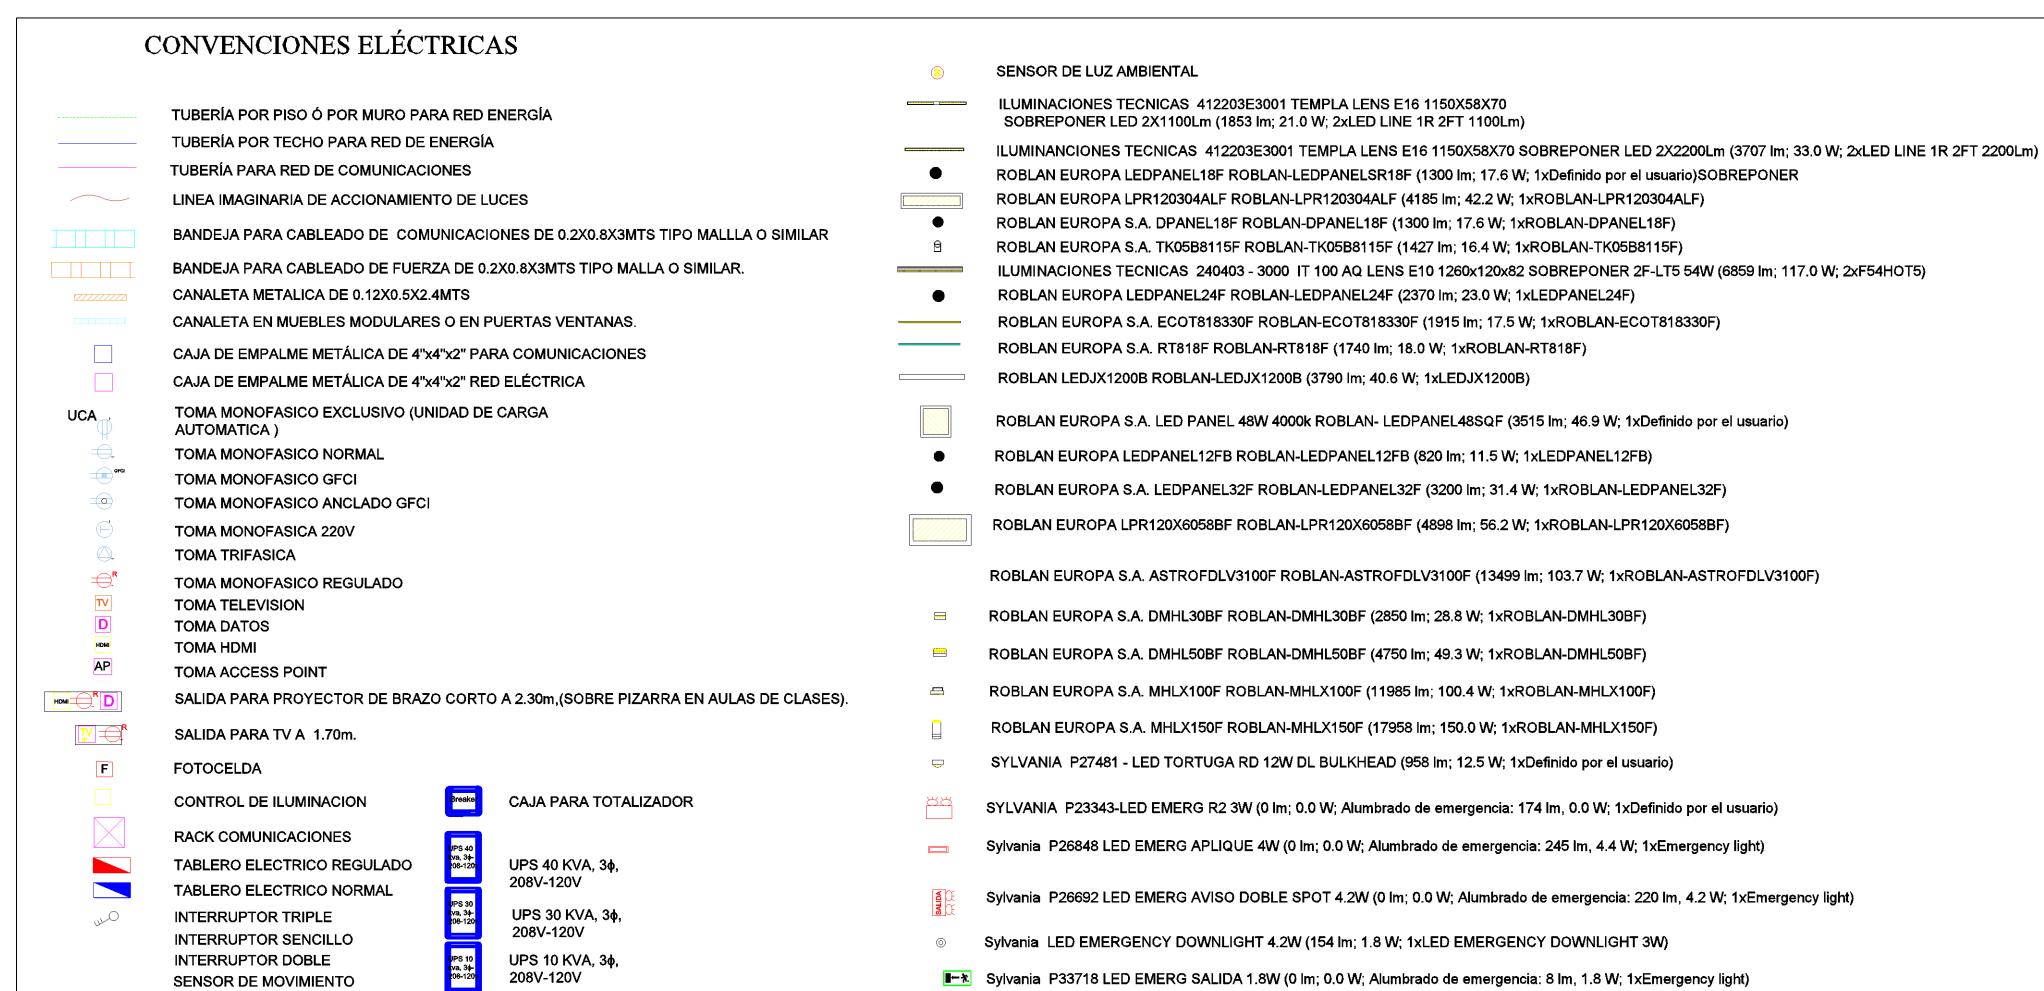 CONVENCIONES ELÉCTRICAS
TUBERÍA POR PISO Ó POR MURO PARA RED ENERGÍA
TUBERÍA POR TECHO PARA RED DE ENERGÍA
TUBERÍA PARA RED DE COMUNICACIONES
LINEA IMAGINARIA DE ACCIONAMIENTO DE LUCES
BANDEJA PARA CABLEADO DE COMUNICACIONES DE 0.2X0.8X3MTS TIPO MALLLA O SIMILAR
BANDEJA PARA CABLEADO DE FUERZA DE 0.2X0.8X3MTS TIPO MALLA O SIMILAR.
CANALETA METALICA DE 0.12X0.5X2.4MTS
CANALETA EN MUEBLES MODULARES O EN PUERTAS VENTANAS.
CAJA DE EMPALME METÁLICA DE 4"x4"x2" PARA COMUNICACIONES
CAJA DE EMPALME METÁLICA DE 4"x4"x2" RED ELÉCTRICA
UCA TOMA MONOFASICO EXCLUSIVO (UNIDAD DE CARGA
AUTOMATICA )
TOMA MONOFASICO NORMAL
GFCI TOMA MONOFASICO GFCI
TOMA MONOFASICO ANCLADO GFCI
TOMA MONOFASICA 220V
TOMA TRIFASICA
R TOMA MONOFASICO REGULADO
TV TOMA TELEVISION
D TOMA DATOS
HDMI TOMA HDMI
AP TOMA ACCESS POINT
HDMI R D SALIDA PARA PROYECTOR DE BRAZO CORTO A 2.30m,(SOBRE PIZARRA EN AULAS DE CLASES).
TV R SALIDA PARA TV A 1.70m.
F FOTOCELDA
CONTROL DE ILUMINACION
RACK COMUNICACIONES
TABLERO ELECTRICO REGULADO
TABLERO ELECTRICO NORMAL
INTERRUPTOR TRIPLE
INTERRUPTOR SENCILLO
INTERRUPTOR DOBLE
SENSOR DE MOVIMIENTO
Breaker CAJA PARA TOTALIZADOR
UPS 40
kva, 3ϕ-
208-120v
UPS 40 KVA, 3ϕ,
208V-120V
UPS 30
kva, 3ϕ-
208-120v
UPS 30 KVA, 3ϕ,
208V-120V
UPS 10
kva, 3ϕ-
208-120v
UPS 10 KVA, 3ϕ,
208V-120V
S SENSOR DE LUZ AMBIENTAL
ILUMINACIONES TECNICAS 412203E3001 TEMPLA LENS E16 1150X58X70
SOBREPONER LED 2X1100Lm (1853 lm; 21.0 W; 2xLED LINE 1R 2FT 1100Lm)
ILUMINANCIONES TECNICAS 412203E3001 TEMPLA LENS E16 1150X58X70 SOBREPONER LED 2X2200Lm (3707 lm; 33.0 W; 2xLED LINE 1R 2FT 2200Lm)
ROBLAN EUROPA LEDPANEL18F ROBLAN-LEDPANELSR18F (1300 lm; 17.6 W; 1xDefinido por el usuario)SOBREPONER
ROBLAN EUROPA LPR120304ALF ROBLAN-LPR120304ALF (4185 lm; 42.2 W; 1xROBLAN-LPR120304ALF)
ROBLAN EUROPA S.A. DPANEL18F ROBLAN-DPANEL18F (1300 lm; 17.6 W; 1xROBLAN-DPANEL18F)
ROBLAN EUROPA S.A. TK05B8115F ROBLAN-TK05B8115F (1427 lm; 16.4 W; 1xROBLAN-TK05B8115F)
ILUMINACIONES TECNICAS 240403 - 3000 IT 100 AQ LENS E10 1260x120x82 SOBREPONER 2F-LT5 54W (6859 lm; 117.0 W; 2xF54HOT5)
ROBLAN EUROPA LEDPANEL24F ROBLAN-LEDPANEL24F (2370 lm; 23.0 W; 1xLEDPANEL24F)
ROBLAN EUROPA S.A. ECOT818330F ROBLAN-ECOT818330F (1915 lm; 17.5 W; 1xROBLAN-ECOT818330F)
ROBLAN EUROPA S.A. RT818F ROBLAN-RT818F (1740 lm; 18.0 W; 1xROBLAN-RT818F)
ROBLAN LEDJX1200B ROBLAN-LEDJX1200B (3790 lm; 40.6 W; 1xLEDJX1200B)
ROBLAN EUROPA S.A. LED PANEL 48W 4000k ROBLAN- LEDPANEL48SQF (3515 lm; 46.9 W; 1xDefinido por el usuario)
ROBLAN EUROPA LEDPANEL12FB ROBLAN-LEDPANEL12FB (820 lm; 11.5 W; 1xLEDPANEL12FB)
ROBLAN EUROPA S.A. LEDPANEL32F ROBLAN-LEDPANEL32F (3200 lm; 31.4 W; 1xROBLAN-LEDPANEL32F)
ROBLAN EUROPA LPR120X6058BF ROBLAN-LPR120X6058BF (4898 lm; 56.2 W; 1xROBLAN-LPR120X6058BF)
ROBLAN EUROPA S.A. ASTROFDLV3100F ROBLAN-ASTROFDLV3100F (13499 lm; 103.7 W; 1xROBLAN-ASTROFDLV3100F)
ROBLAN EUROPA S.A. DMHL30BF ROBLAN-DMHL30BF (2850 lm; 28.8 W; 1xROBLAN-DMHL30BF)
ROBLAN EUROPA S.A. DMHL50BF ROBLAN-DMHL50BF (4750 lm; 49.3 W; 1xROBLAN-DMHL50BF)
ROBLAN EUROPA S.A. MHLX100F ROBLAN-MHLX100F (11985 lm; 100.4 W; 1xROBLAN-MHLX100F)
ROBLAN EUROPA S.A. MHLX150F ROBLAN-MHLX150F (17958 lm; 150.0 W; 1xROBLAN-MHLX150F)
SYLVANIA P27481 - LED TORTUGA RD 12W DL BULKHEAD (958 lm; 12.5 W; 1xDefinido por el usuario)
SYLVANIA P23343-LED EMERG R2 3W (0 lm; 0.0 W; Alumbrado de emergencia: 174 lm, 0.0 W; 1xDefinido por el usuario)
Sylvania P26848 LED EMERG APLIQUE 4W (0 lm; 0.0 W; Alumbrado de emergencia: 245 lm, 4.4 W; 1xEmergency light)
SALIDA Sylvania P26692 LED EMERG AVISO DOBLE SPOT 4.2W (0 lm; 0.0 W; Alumbrado de emergencia: 220 lm, 4.2 W; 1xEmergency light)
Sylvania LED EMERGENCY DOWNLIGHT 4.2W (154 lm; 1.8 W; 1xLED EMERGENCY DOWNLIGHT 3W)
Sylvania P33718 LED EMERG SALIDA 1.8W (0 lm; 0.0 W; Alumbrado de emergencia: 8 lm, 1.8 W; 1xEmergency light)